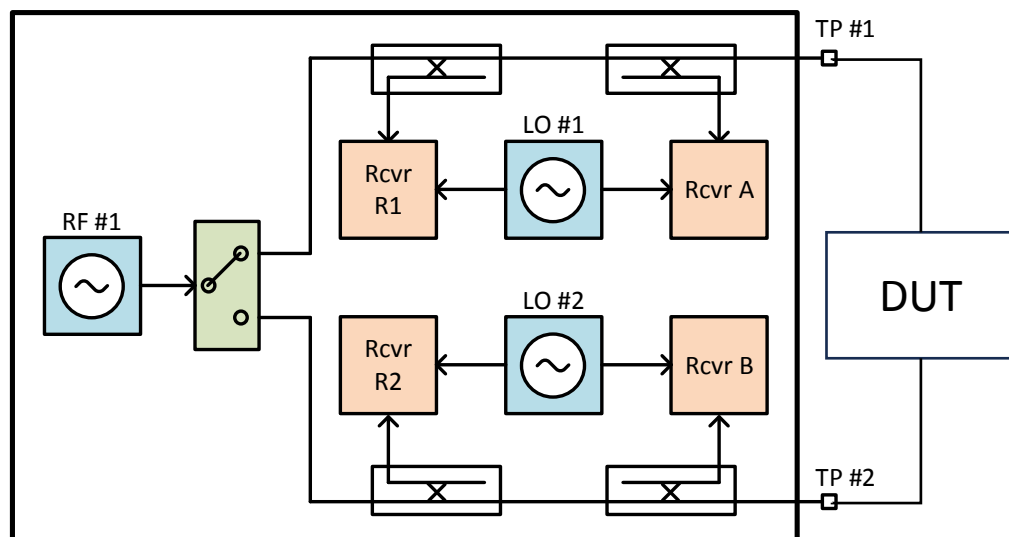 TP #1
LO #1
Rcvr
R1
Rcvr A
RF #1
DUT
LO #2
Rcvr
R2
Rcvr B
TP #2